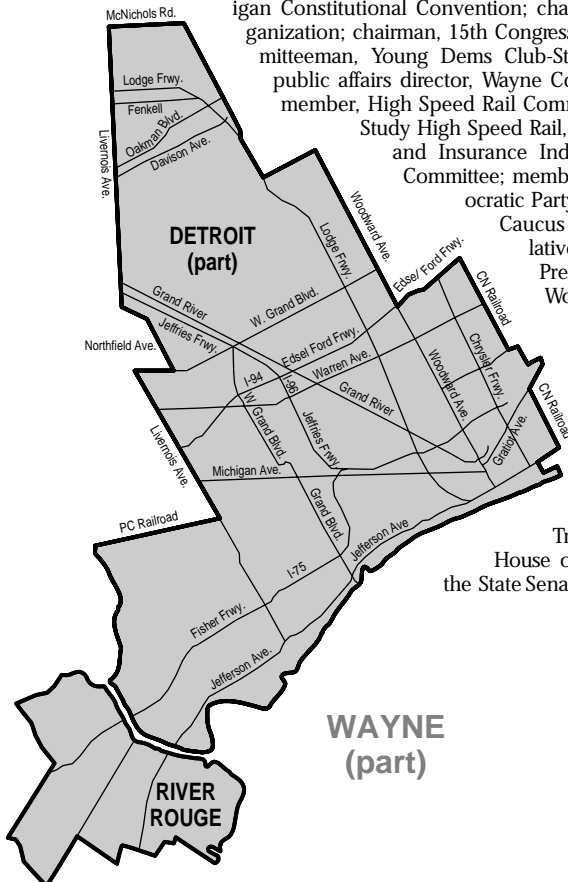 igan Constitutional Convention; cha
ganization; chairman, 15th Congress
mitteeman, Young Dems Club-St
public affairs director, Wayne Co
member, High Speed Rail Comm
Study High Speed Rail,
and Insurance Ind
Committee; memb
ocratic Party
Caucus
lative
Pre
Wo
Tr
House o
the State Sena
McNichols Rd.
Lodge Frwy.
Fenkell
Oakman Blvd.
Davison Ave.
Livernois Ave.
DETROIT
(part)
Lodge Frwy.
Woodward Ave.
Edsel Ford Frwy.
CN Railroad
Grand River
Jeffries Frwy.
W. Grand Blvd.
Northfield Ave.
Edsel Ford Frwy.
Warren Ave.
I-94
I-96
W. Grand Blvd.
Jeffries Frwy.
Grand River
Woodward Ave.
Chrysler Frwy.
CN Railroad
Gratiot Ave.
Livernois Ave.
Michigan Ave.
Grand Blvd.
PC Railroad
Jefferson Ave
I-75
Fisher Frwy.
Jefferson Ave.
WAYNE
(part)
RIVER
ROUGE